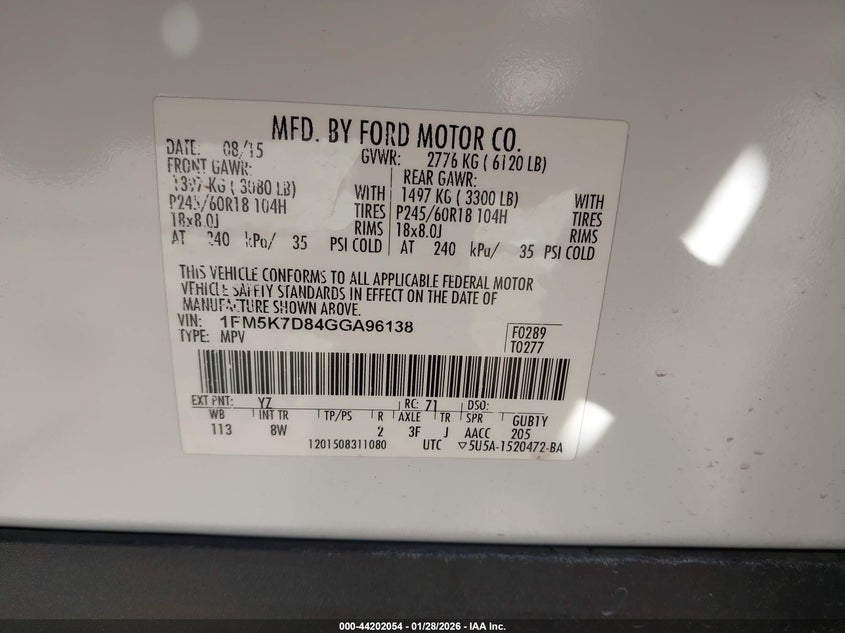 MFD. BY FORD MOTOR CO.
DATE: 08/15 GVWR: 2776 KG ( 6120 LB)
FRONT GAWR: REAR GAWR:
1397 KG ( 3080 LB) WITH 1497 KG ( 3300 LB) WITH
P245/60R18 104H TIRES P245/60R18 104H TIRES
18x8.0J RIMS 18x8.0J RIMS
AT 240 kPa/ 35 PSI COLD AT 240 kPa/ 35 PSI COLD
THIS VEHICLE CONFORMS TO ALL APPLICABLE FEDERAL MOTOR
VEHICLE SAFETY STANDARDS IN EFFECT ON THE DATE OF
MANUFACTURE SHOWN ABOVE.
VIN: 1FM5K7D84GGA96138 F0289
TYPE: MPV T0277
EXT PNT: YZ RC: 71 DSO:
WB INT TR TP/PS R AXLE TR SPR GUB1Y
113 8W 2 3F J AACC 205
1201508311080 UTC ▽5U5A-1520472-BA
000-44202054 - 01/28/2026 - IAA Inc.